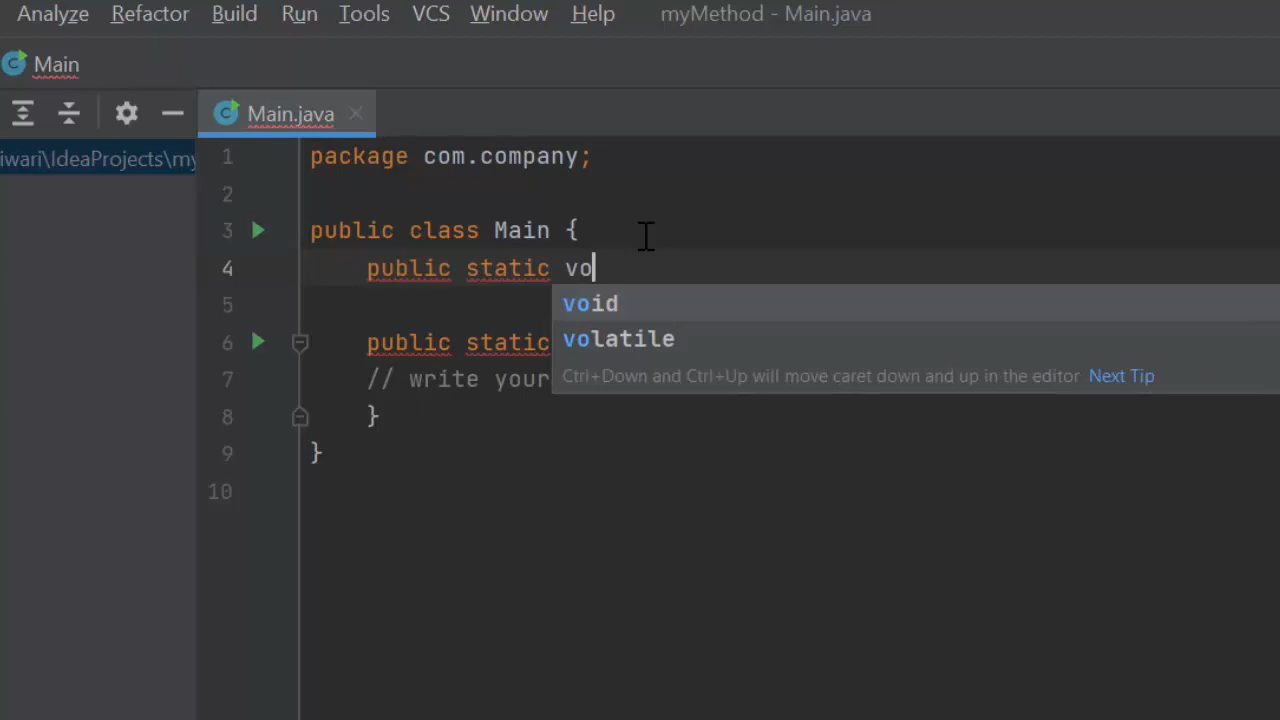 Analyze Refactor Build Run Tools VCS Window Help myMethod - Main.java
Main
Main.java
iwari\IdeaProjects\my
1 package com.company;
2
3 public class Main {
4 public static vo
void
5
6 public static
volatile
7 // write your
Ctrl+Down and Ctrl+Up will move caret down and up in the editor Next Tip
8 }
9 }
10